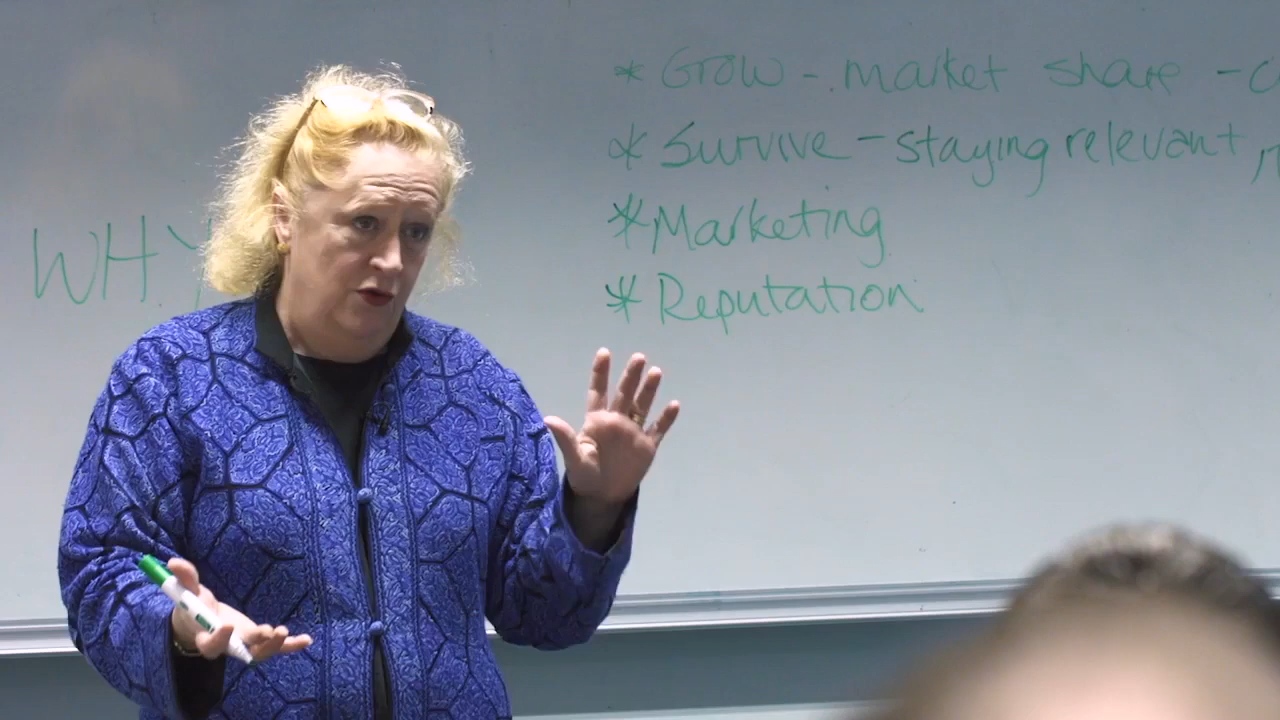 * Grow - market share -
* Survive - staying relevant,
WHY
* Marketing
* Reputation